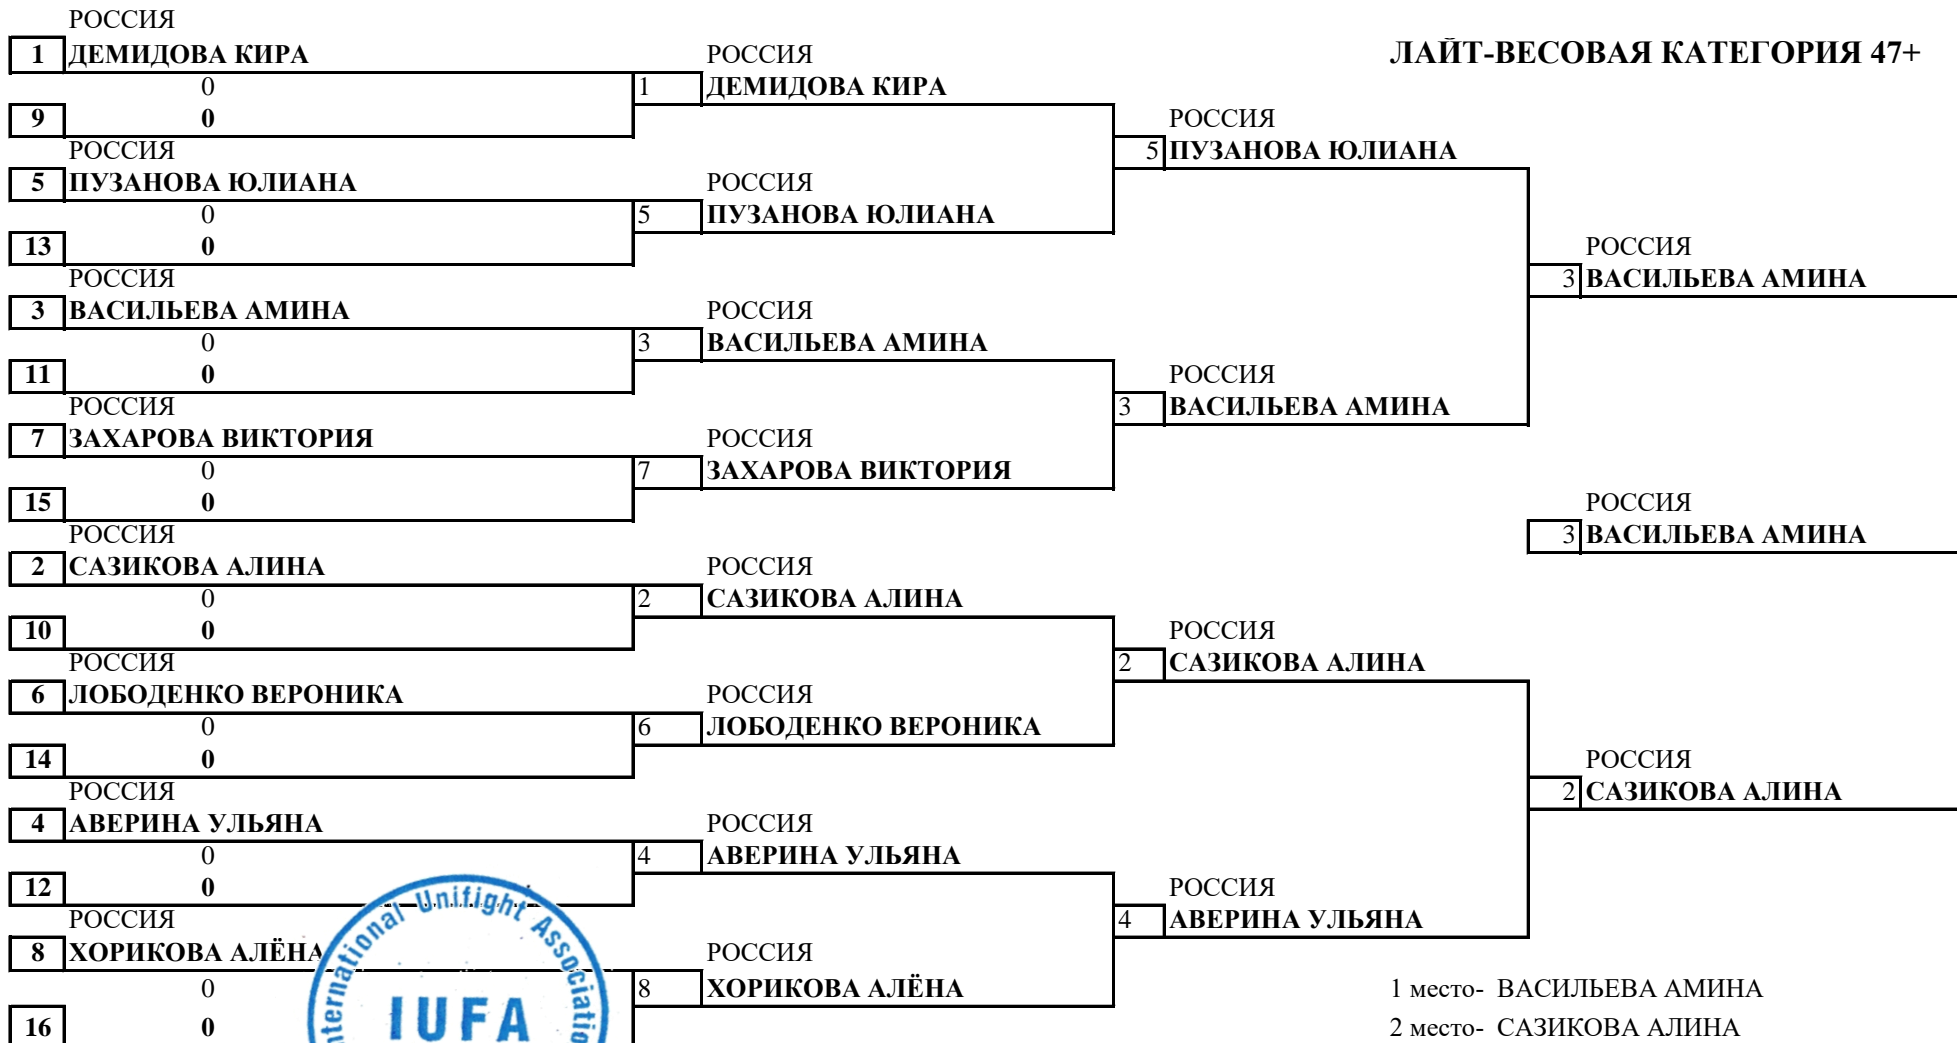 РОССИЯ
1 ДЕМИДОВА КИРА
РОССИЯ
ЛАЙТ-ВЕСОВАЯ КАТЕГОРИЯ 47+
0
1 ДЕМИДОВА КИРА
9 0
РОССИЯ
РОССИЯ
5 ПУЗАНОВА ЮЛИАНА
5 ПУЗАНОВА ЮЛИАНА
РОССИЯ
0
5 ПУЗАНОВА ЮЛИАНА
13 0
РОССИЯ
РОССИЯ
3 ВАСИЛЬЕВА АМИНА
3 ВАСИЛЬЕВА АМИНА
РОССИЯ
0
3 ВАСИЛЬЕВА АМИНА
11 0
РОССИЯ
РОССИЯ
3 ВАСИЛЬЕВА АМИНА
7 ЗАХАРОВА ВИКТОРИЯ
РОССИЯ
0
7 ЗАХАРОВА ВИКТОРИЯ
15 0
РОССИЯ
РОССИЯ
3 ВАСИЛЬЕВА АМИНА
2 САЗИКОВА АЛИНА
РОССИЯ
0
2 САЗИКОВА АЛИНА
10 0
РОССИЯ
РОССИЯ
2 САЗИКОВА АЛИНА
6 ЛОБОДЕНКО ВЕРОНИКА
РОССИЯ
0
6 ЛОБОДЕНКО ВЕРОНИКА
14 0
РОССИЯ
РОССИЯ
2 САЗИКОВА АЛИНА
4 АВЕРИНА УЛЬЯНА
РОССИЯ
0
4 АВЕРИНА УЛЬЯНА
12 0
РОССИЯ
РОССИЯ
4 АВЕРИНА УЛЬЯНА
8 ХОРИКОВА АЛЁНА
РОССИЯ
0
8 ХОРИКОВА АЛЁНА
1 место- ВАСИЛЬЕВА АМИНА
16 0
2 место- САЗИКОВА АЛИНА
Unifight
IUFA